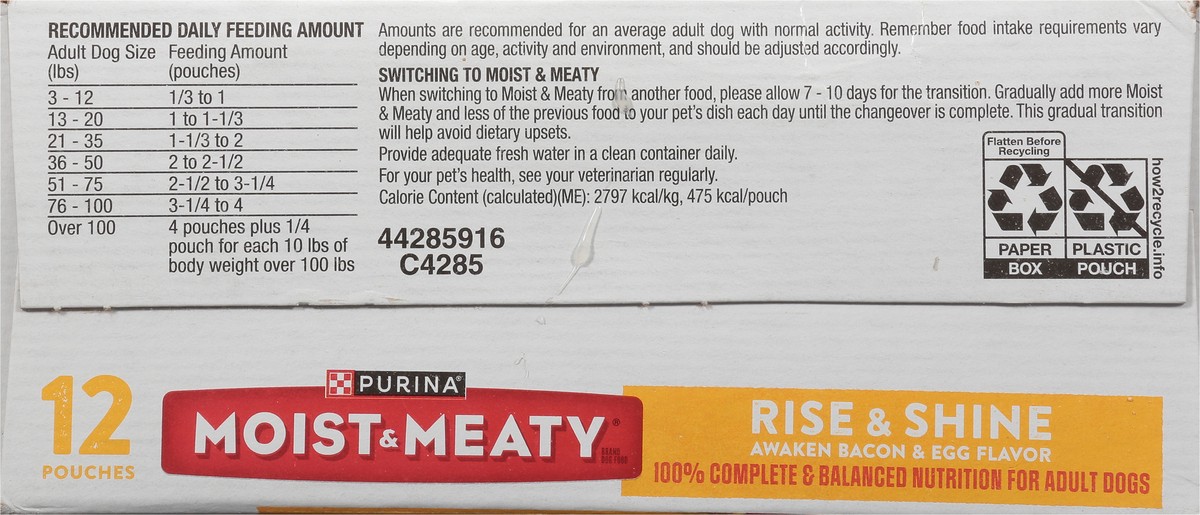 RECOMMENDED DAILY FEEDING AMOUNT
Adult Dog Size Feeding Amount
(lbs) (pouches)
3 - 12 1/3 to 1
13 - 20 1 to 1-1/3
21 - 35 1-1/3 to 2
36 - 50 2 to 2-1/2
51 - 75 2-1/2 to 3-1/4
76 - 100 3-1/4 to 4
Over 100 4 pouches plus 1/4
pouch for each 10 lbs of
body weight over 100 lbs
Amounts are recommended for an average adult dog with normal activity. Remember food intake requirements vary
depending on age, activity and environment, and should be adjusted accordingly.
SWITCHING TO MOIST & MEATY
When switching to Moist & Meaty from another food, please allow 7 - 10 days for the transition. Gradually add more Moist
& Meaty and less of the previous food to your pet's dish each day until the changeover is complete. This gradual transition
will help avoid dietary upsets.
Provide adequate fresh water in a clean container daily.
For your pet's health, see your veterinarian regularly.
Calorie Content (calculated)(ME): 2797 kcal/kg, 475 kcal/pouch
44285916
C4285
Flatten Before
Recycling
PAPER
BOX
PLASTIC
POUCH
how2recycle.info
12
POUCHES
PURINA®
MOIST & MEATY®
BRAND
DOG FOOD
RISE & SHINE
AWAKEN BACON & EGG FLAVOR
100% COMPLETE & BALANCED NUTRITION FOR ADULT DOGS